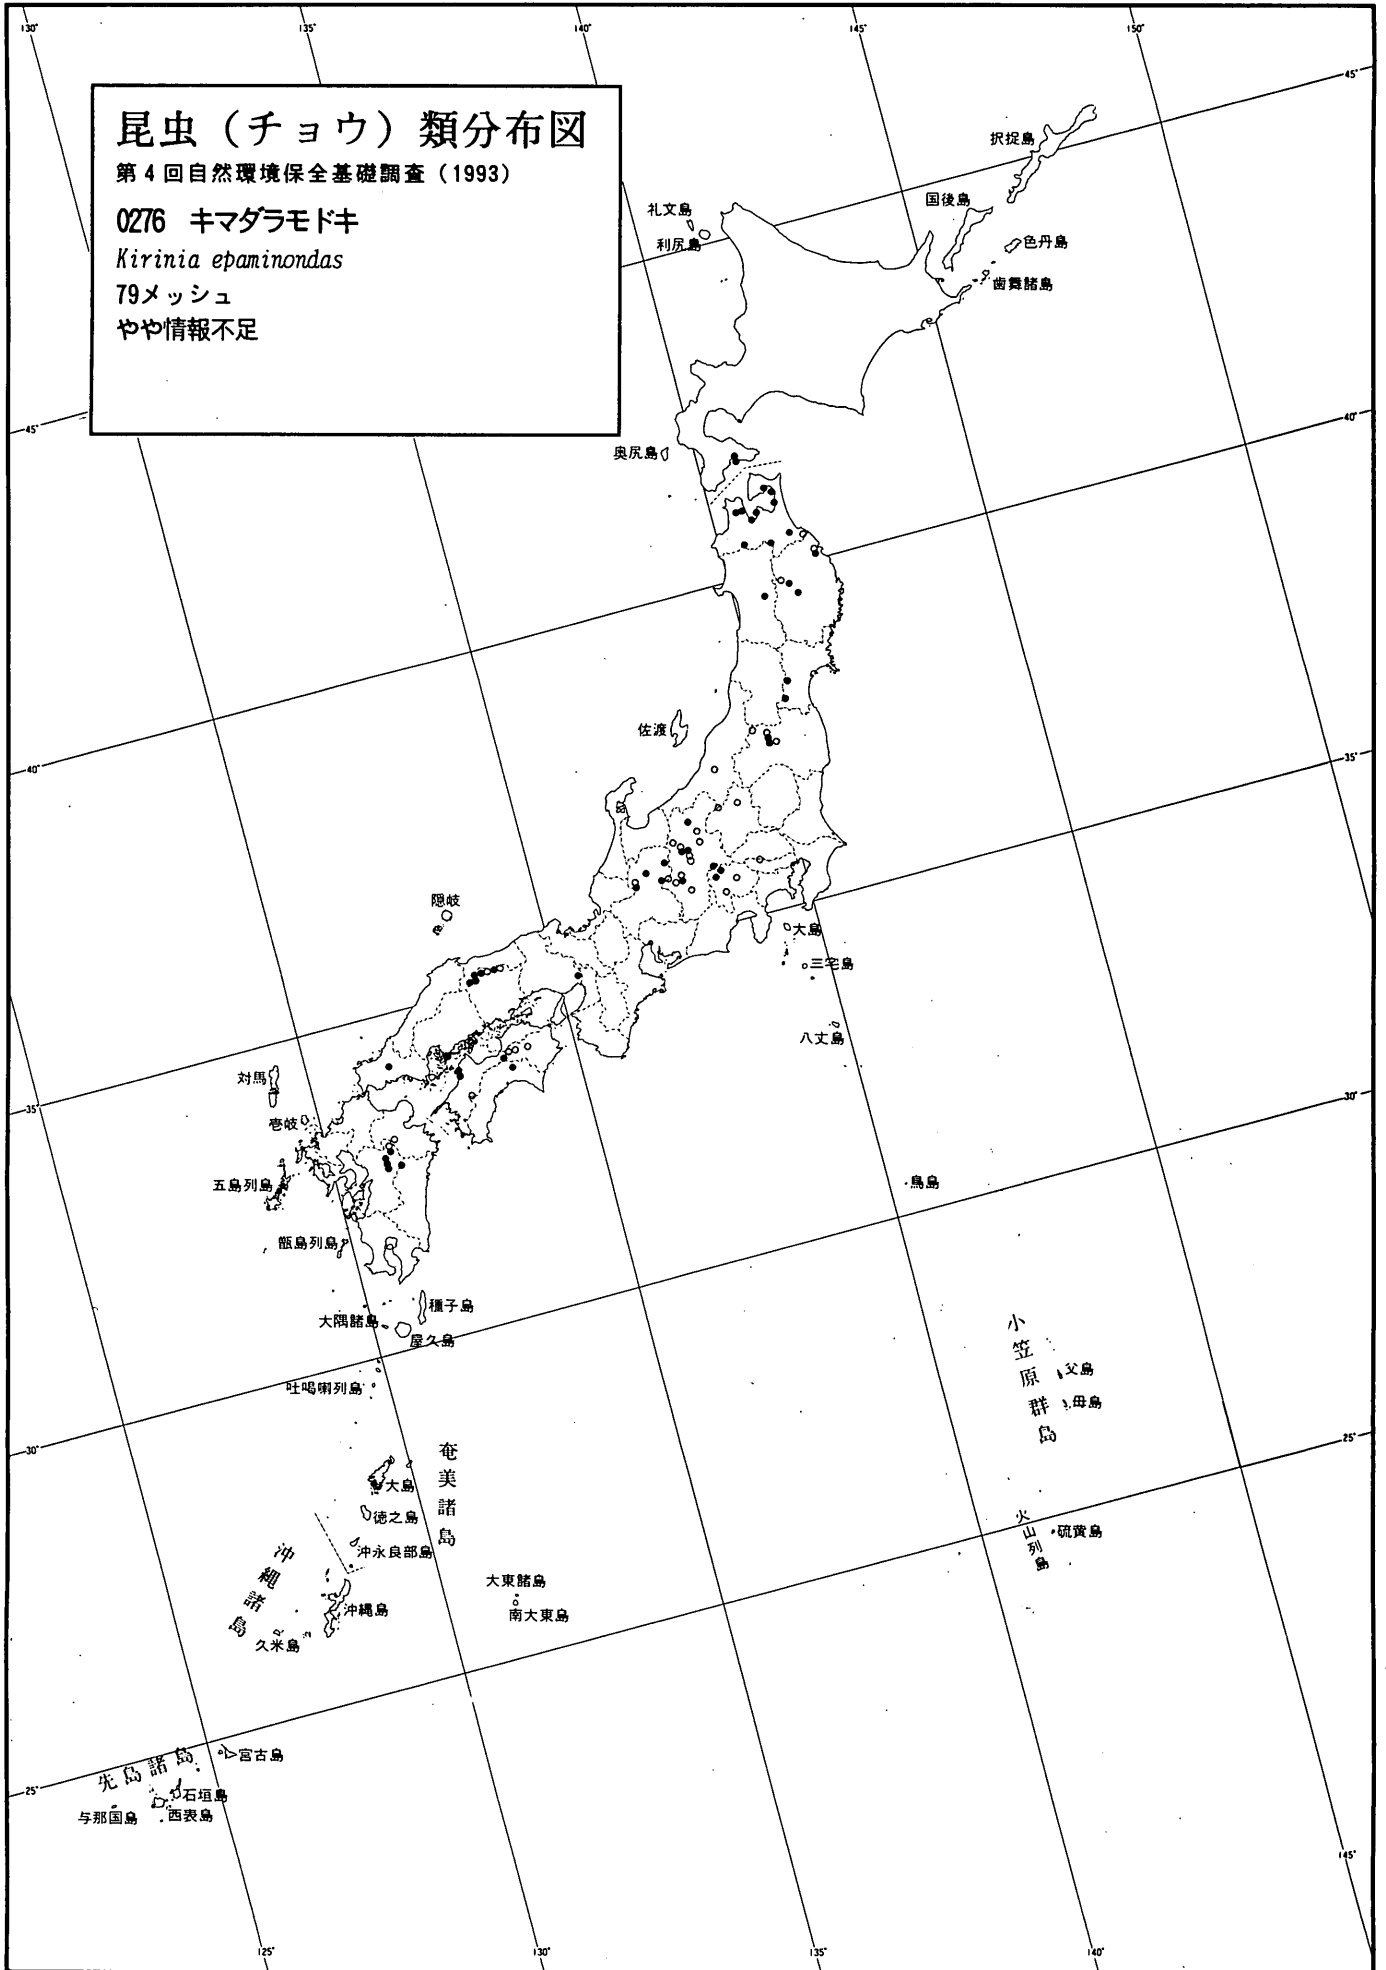 130°
135°
140°
145°
150°
45°
昆虫（チョウ）類分布図
第4回自然環境保全基礎調査（1993）
0276 キマダラモドキ
Kirinia epaminondas
79メッシュ
やや情報不足
択捉島
国後島
色丹島
歯舞諸島
礼文島
利尻島
45°
40°
奥尻島
佐渡
40°
35°
隠岐
大島
三宅島
八丈島
対馬
壱岐
35°
30°
五島列島
鳥島
甑島列島
種子島
大隅諸島
屋久島
吐噶喇列島
小笠原群島
父島
母島
30°
25°
奄美諸島
大島
徳之島
沖永良部島
火山列島
硫黄島
沖縄諸島
沖縄島
久米島
大東諸島
南大東島
先島諸島
宮古島
石垣島
西表島
与那国島
25°
145°
125°
130°
135°
140°